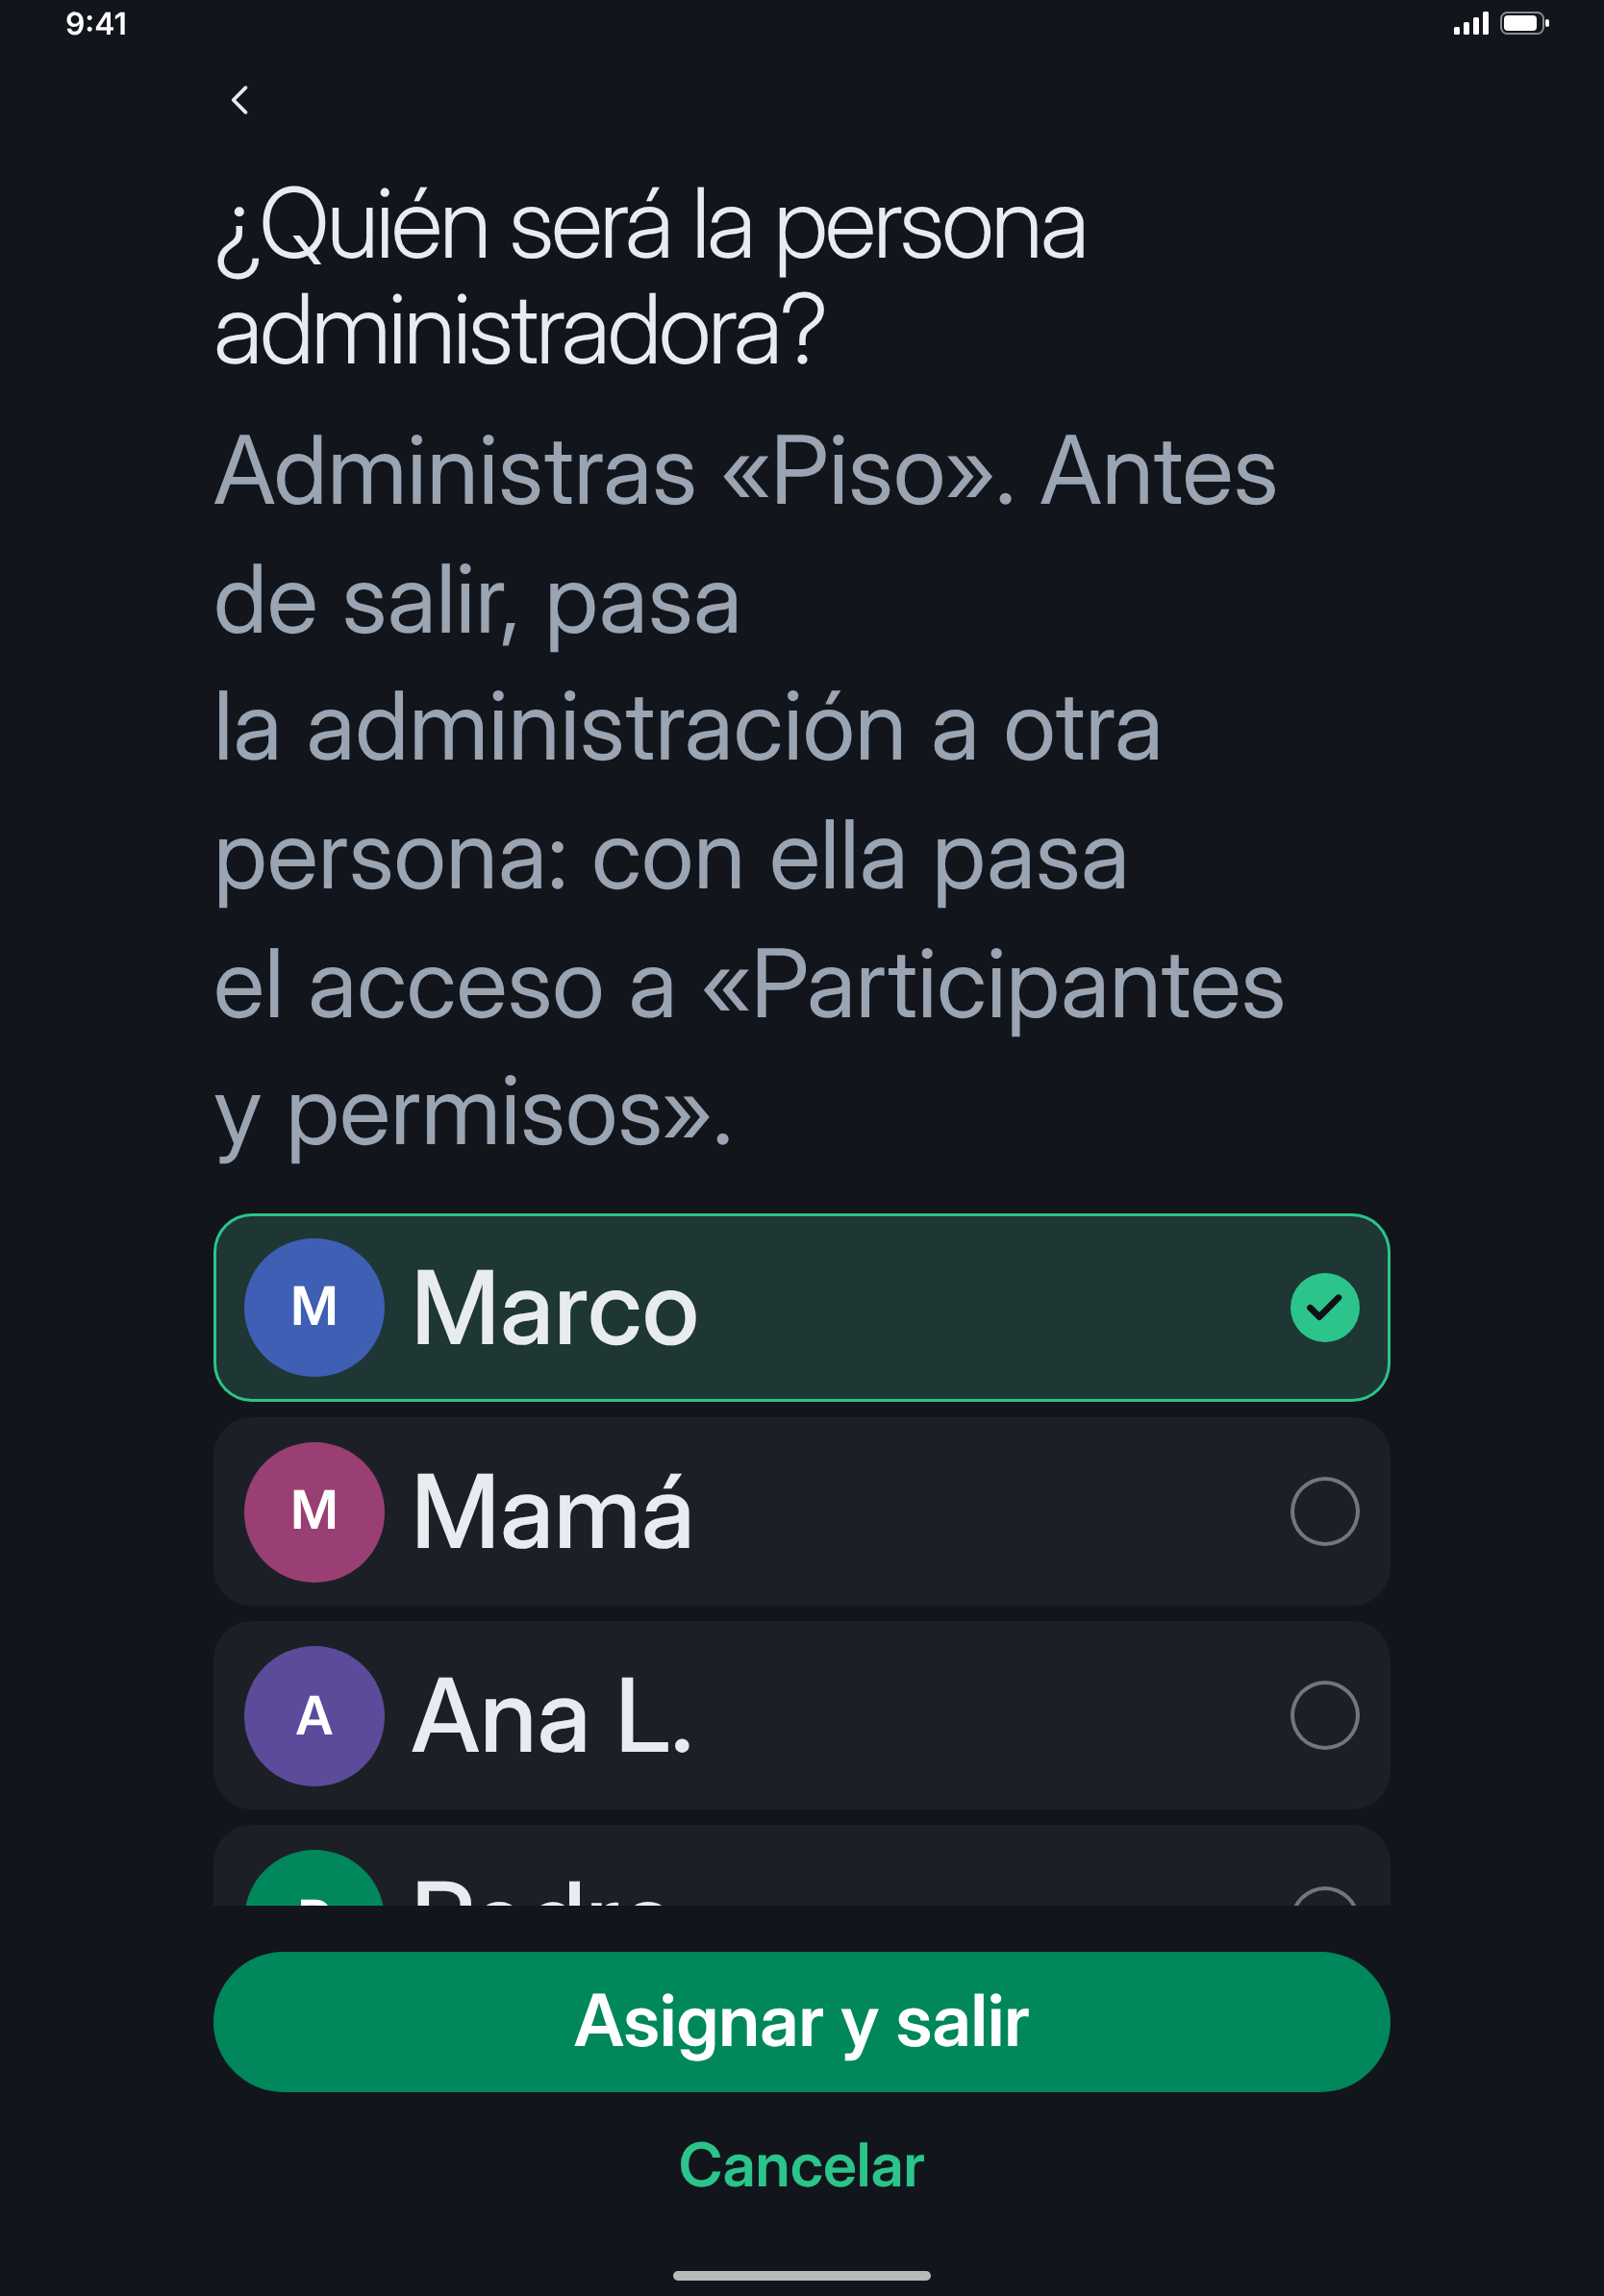 9:41
¿Quién será la persona
administradora?
Administras «Piso». Antes
de salir, pasa
la administración a otra
persona: con ella pasa
el acceso a «Participantes
y permisos».
M Marco
M Mamá
A Ana L.
Asignar y salir
Cancelar